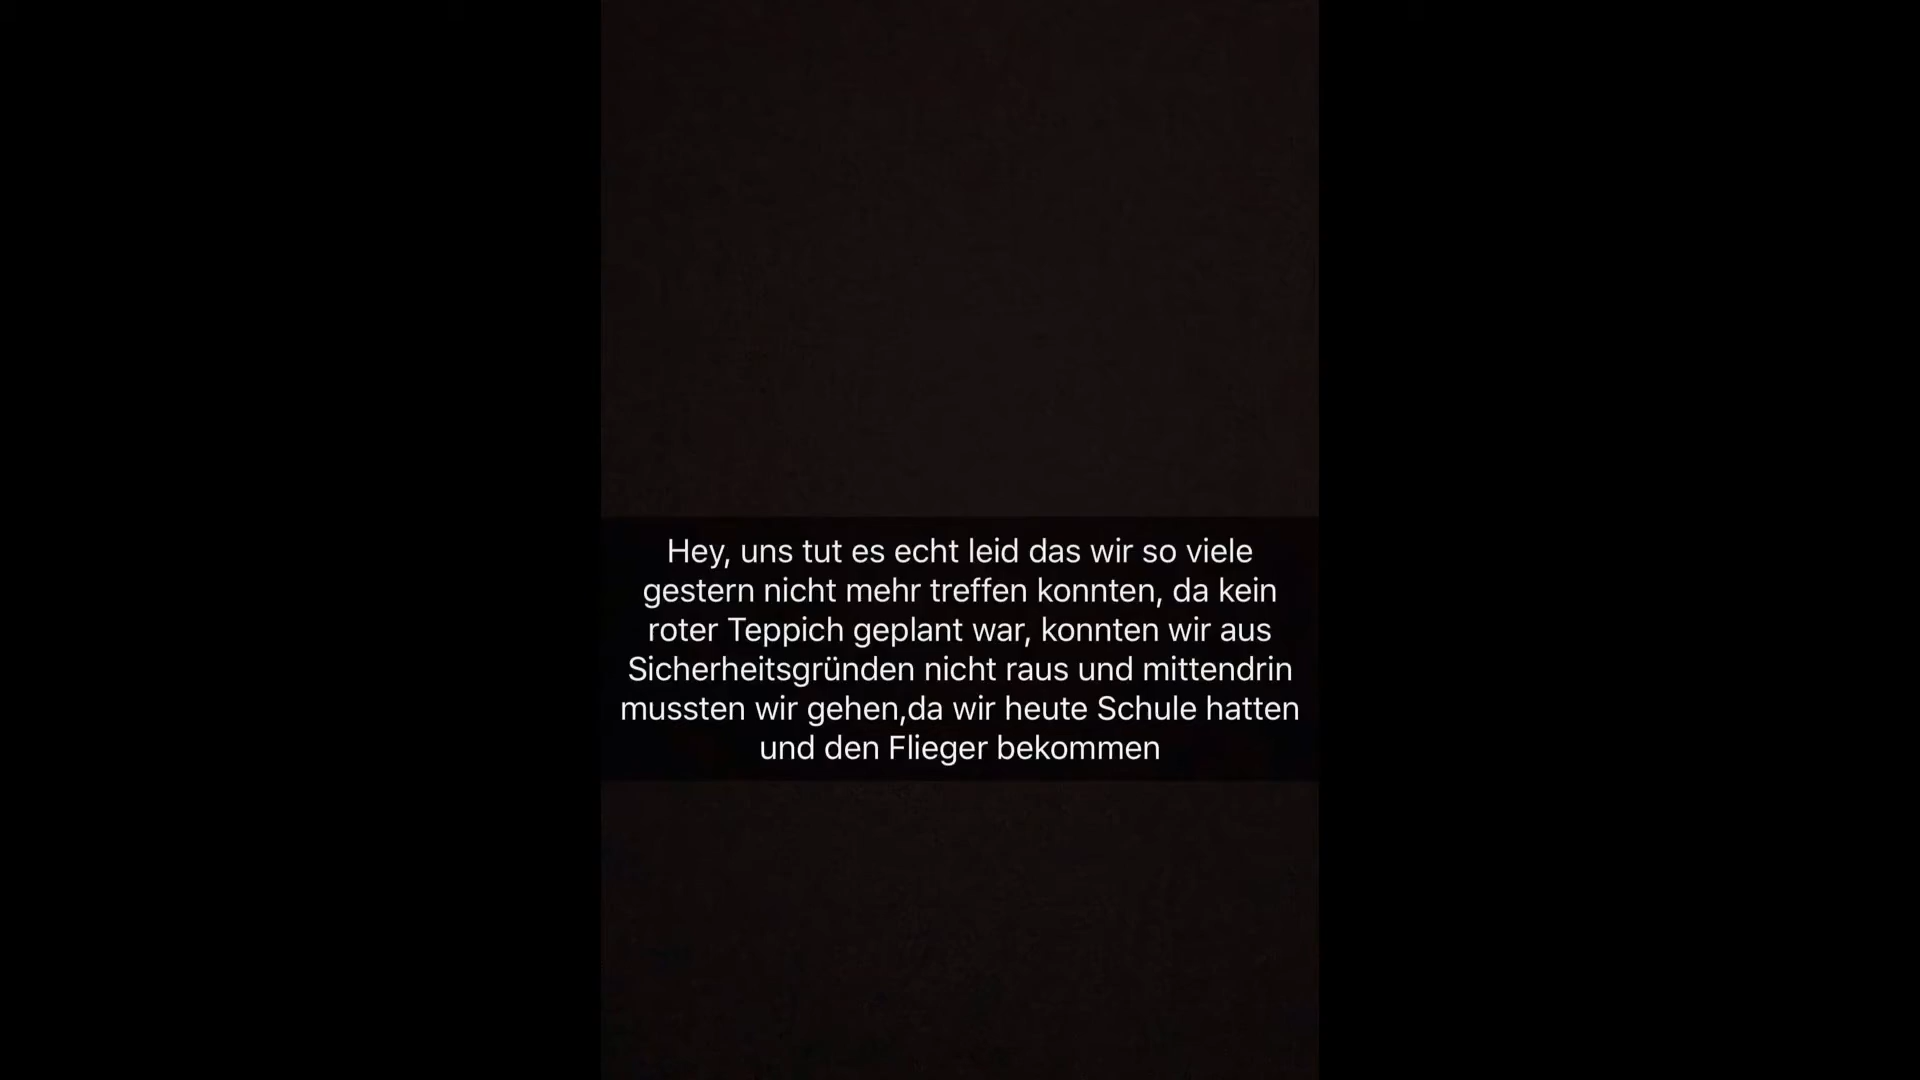 Hey, uns tut es echt leid das wir so viele
gestern nicht mehr treffen konnten, da kein
roter Teppich geplant war, konnten wir aus
Sicherheitsgründen nicht raus und mittendrin
mussten wir gehen,da wir heute Schule hatten
und den Flieger bekommen